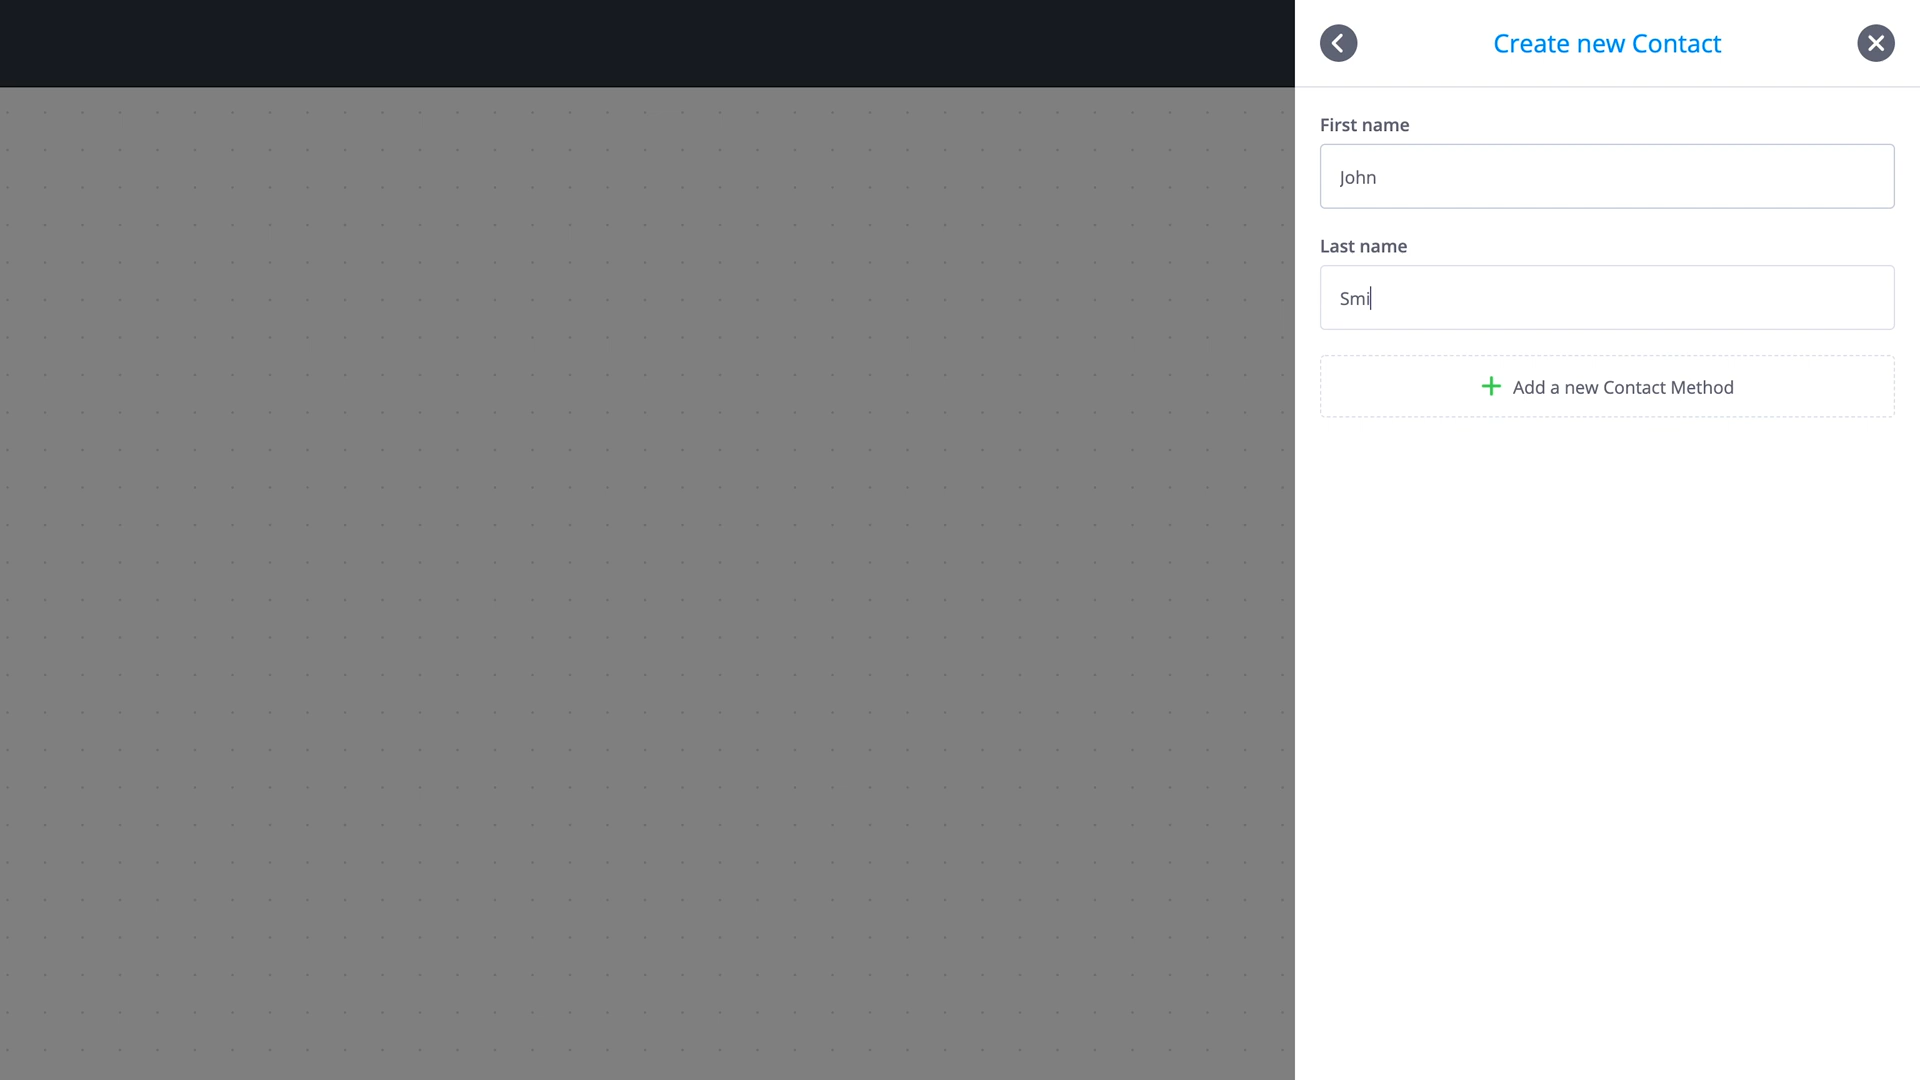 Create new Contact
First name
John
Last name
Smi
Add a new Contact Method